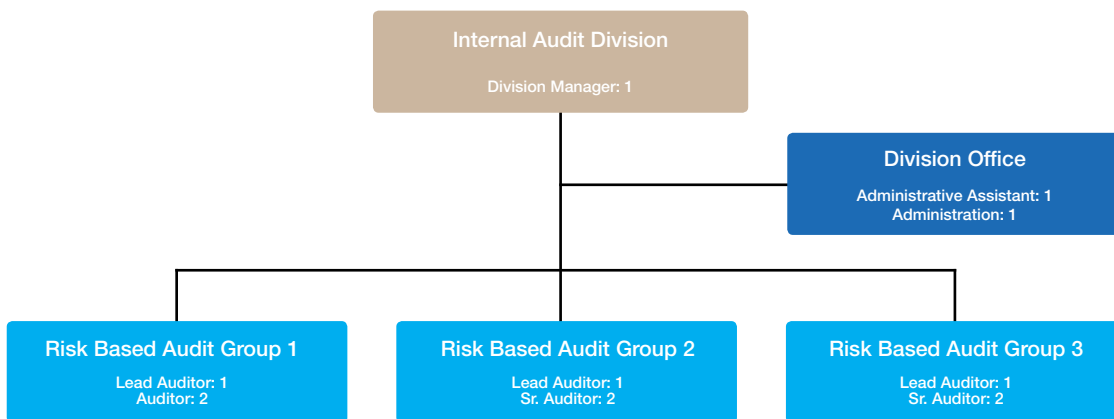 Internal Audit Division
Division Manager: 1
Division Office
Administrative Assistant: 1
Administration: 1
Risk Based Audit Group 1
Lead Auditor: 1
Auditor: 2
Risk Based Audit Group 2
Lead Auditor: 1
Sr. Auditor: 2
Risk Based Audit Group 3
Lead Auditor: 1
Sr. Auditor: 2